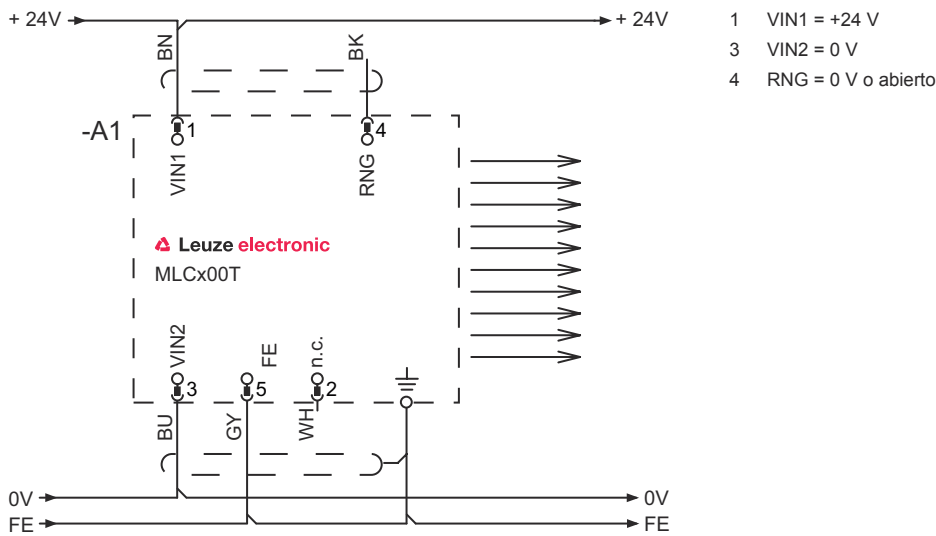 + 24V
+ 24V
1 VIN1 = +24 V
3 VIN2 = 0 V
4 RNG = 0 V o abierto
BN
BK
-A1
1
4
VIN1
RNG
Leuze electronic
MLCx00T
VIN2
FE
n.c.
3
5
2
BU
GY
WH
0V
0V
FE
FE